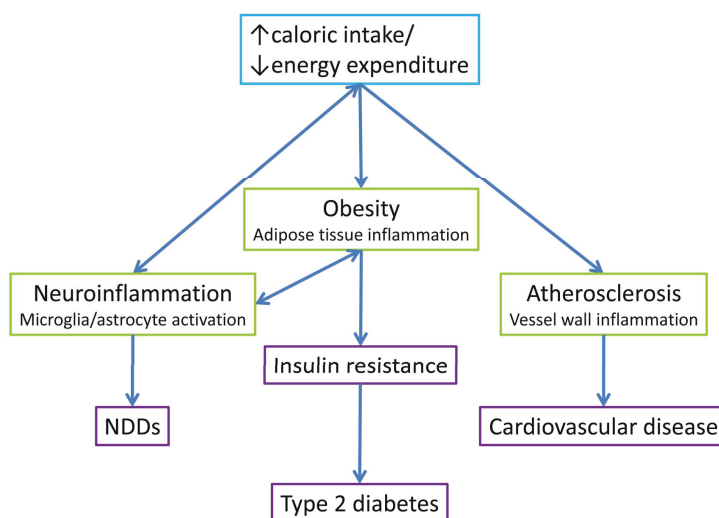 ↑caloric intake/
↓energy expenditure
Obesity
Adipose tissue inflammation
Neuroinflammation
Microglia/astrocyte activation
Atherosclerosis
Vessel wall inflammation
Insulin resistance
NDDs
Cardiovascular disease
Type 2 diabetes